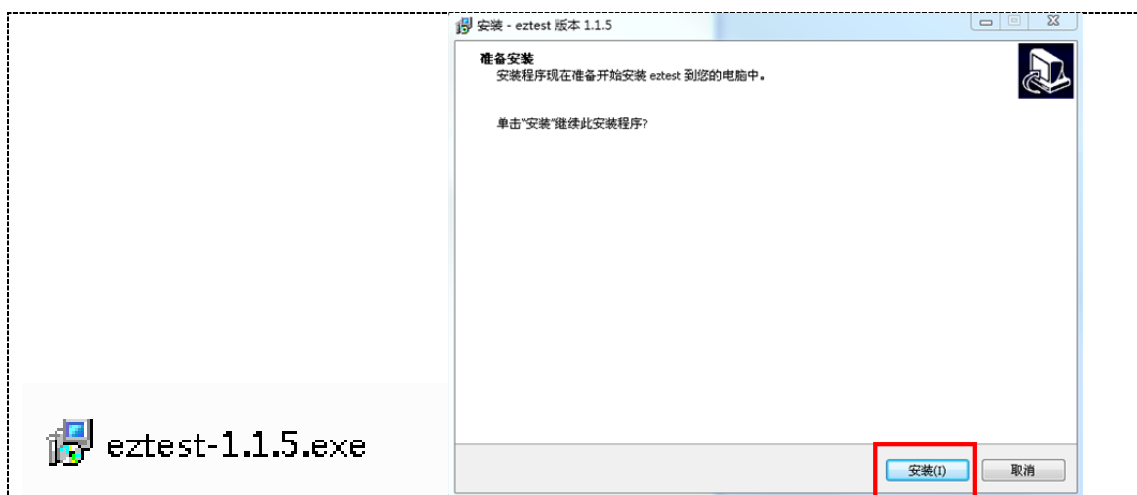 安装 - eztest 版本 1.1.5
准备安装
安装程序现在准备开始安装 eztest 到您的电脑中。
单击"安装"继续此安装程序?
eztest-1.1.5.exe
安装(I)
取消